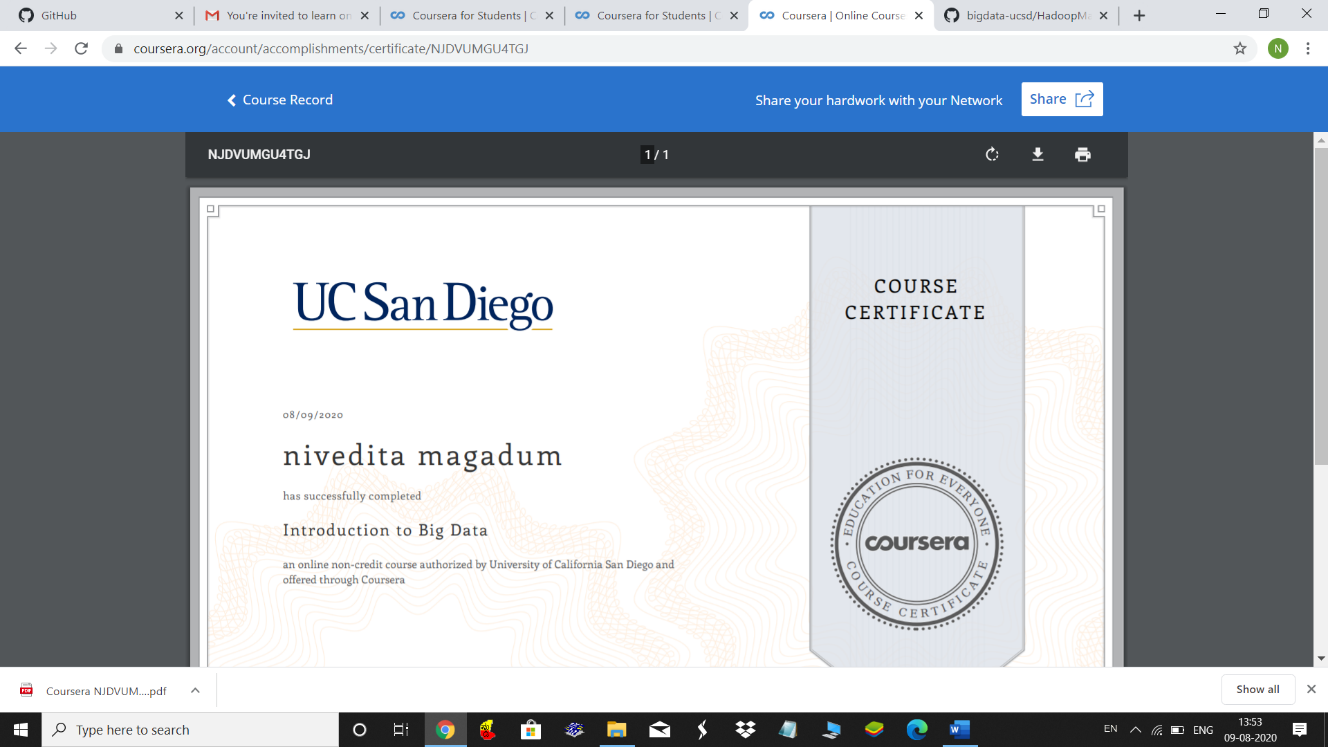 GitHub
You're invited to learn on
Coursera for Students | C
Coursera for Students | C
Coursera | Online Course
bigdata-ucsd/HadoopM
coursera.org/account/accomplishments/certificate/NJDVUMGU4TGJ
N
Course Record
Share your hardwork with your Network
Share
NJDVUMGU4TGJ
1 / 1
UC San Diego
COURSE
CERTIFICATE
08/09/2020
nivedita magadum
has successfully completed
Introduction to Big Data
an online non-credit course authorized by University of California San Diego and
offered through Coursera
EDUCATION FOR EVERYONE
coursera
COURSE CERTIFICATE
PDF
Coursera NJDVUM....pdf
Show all
Type here to search
EN
ENG
13:53
09-08-2020